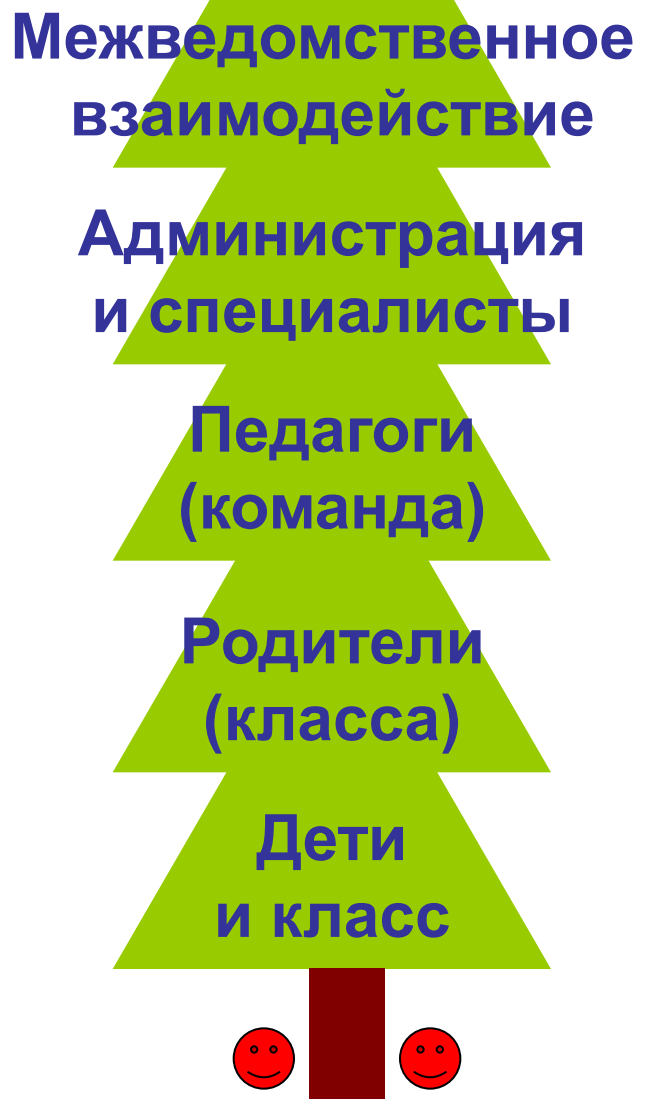 Межведомственное
взаимодействие
Администрация
и специалисты
Педагоги
(команда)
Родители
(класса)
Дети
и класс